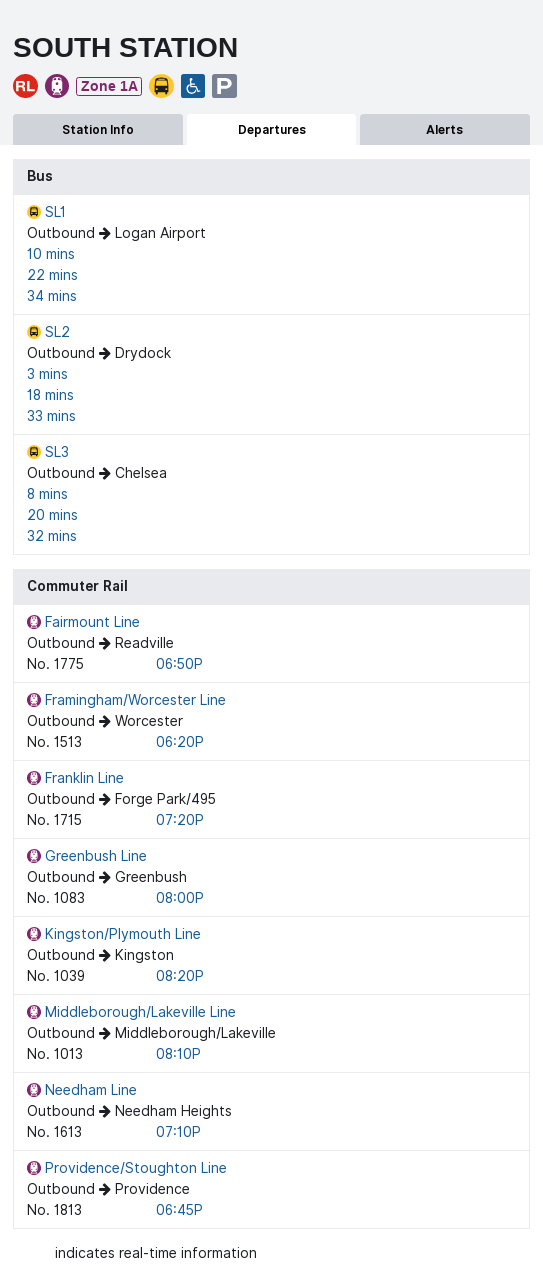 SOUTH STATION
RL Zone 1A P
Station Info Departures Alerts
Bus
SL1
Outbound → Logan Airport
10 mins
22 mins
34 mins
SL2
Outbound → Drydock
3 mins
18 mins
33 mins
SL3
Outbound → Chelsea
8 mins
20 mins
32 mins
Commuter Rail
Fairmount Line
Outbound → Readville
No. 1775 06:50P
Framingham/Worcester Line
Outbound → Worcester
No. 1513 06:20P
Franklin Line
Outbound → Forge Park/495
No. 1715 07:20P
Greenbush Line
Outbound → Greenbush
No. 1083 08:00P
Kingston/Plymouth Line
Outbound → Kingston
No. 1039 08:20P
Middleborough/Lakeville Line
Outbound → Middleborough/Lakeville
No. 1013 08:10P
Needham Line
Outbound → Needham Heights
No. 1613 07:10P
Providence/Stoughton Line
Outbound → Providence
No. 1813 06:45P
indicates real-time information